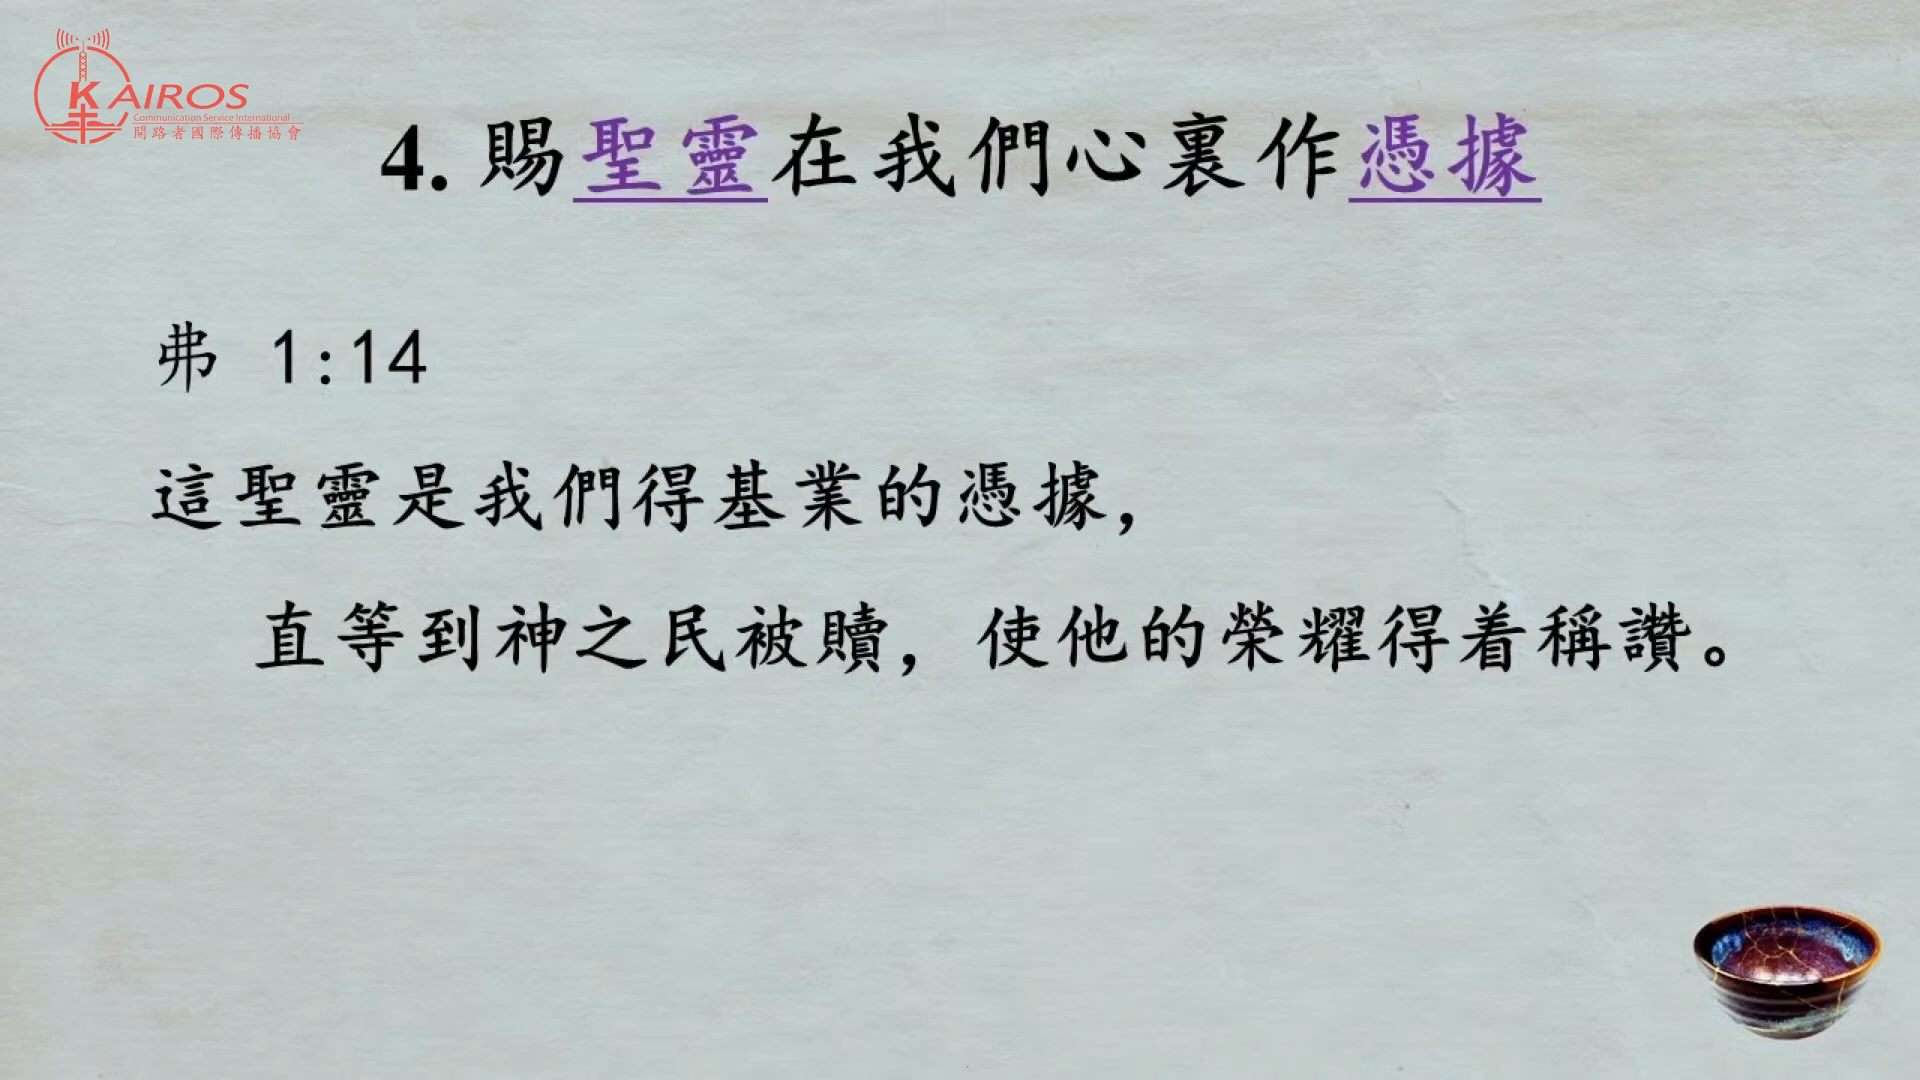 KAIROS
Communication Service International
開路者國際傳播協會
4. 賜聖靈在我們心裏作憑據
弗 1:14
這聖靈是我們得基業的憑據，
直等到神之民被贖，使他的榮耀得着稱讚。